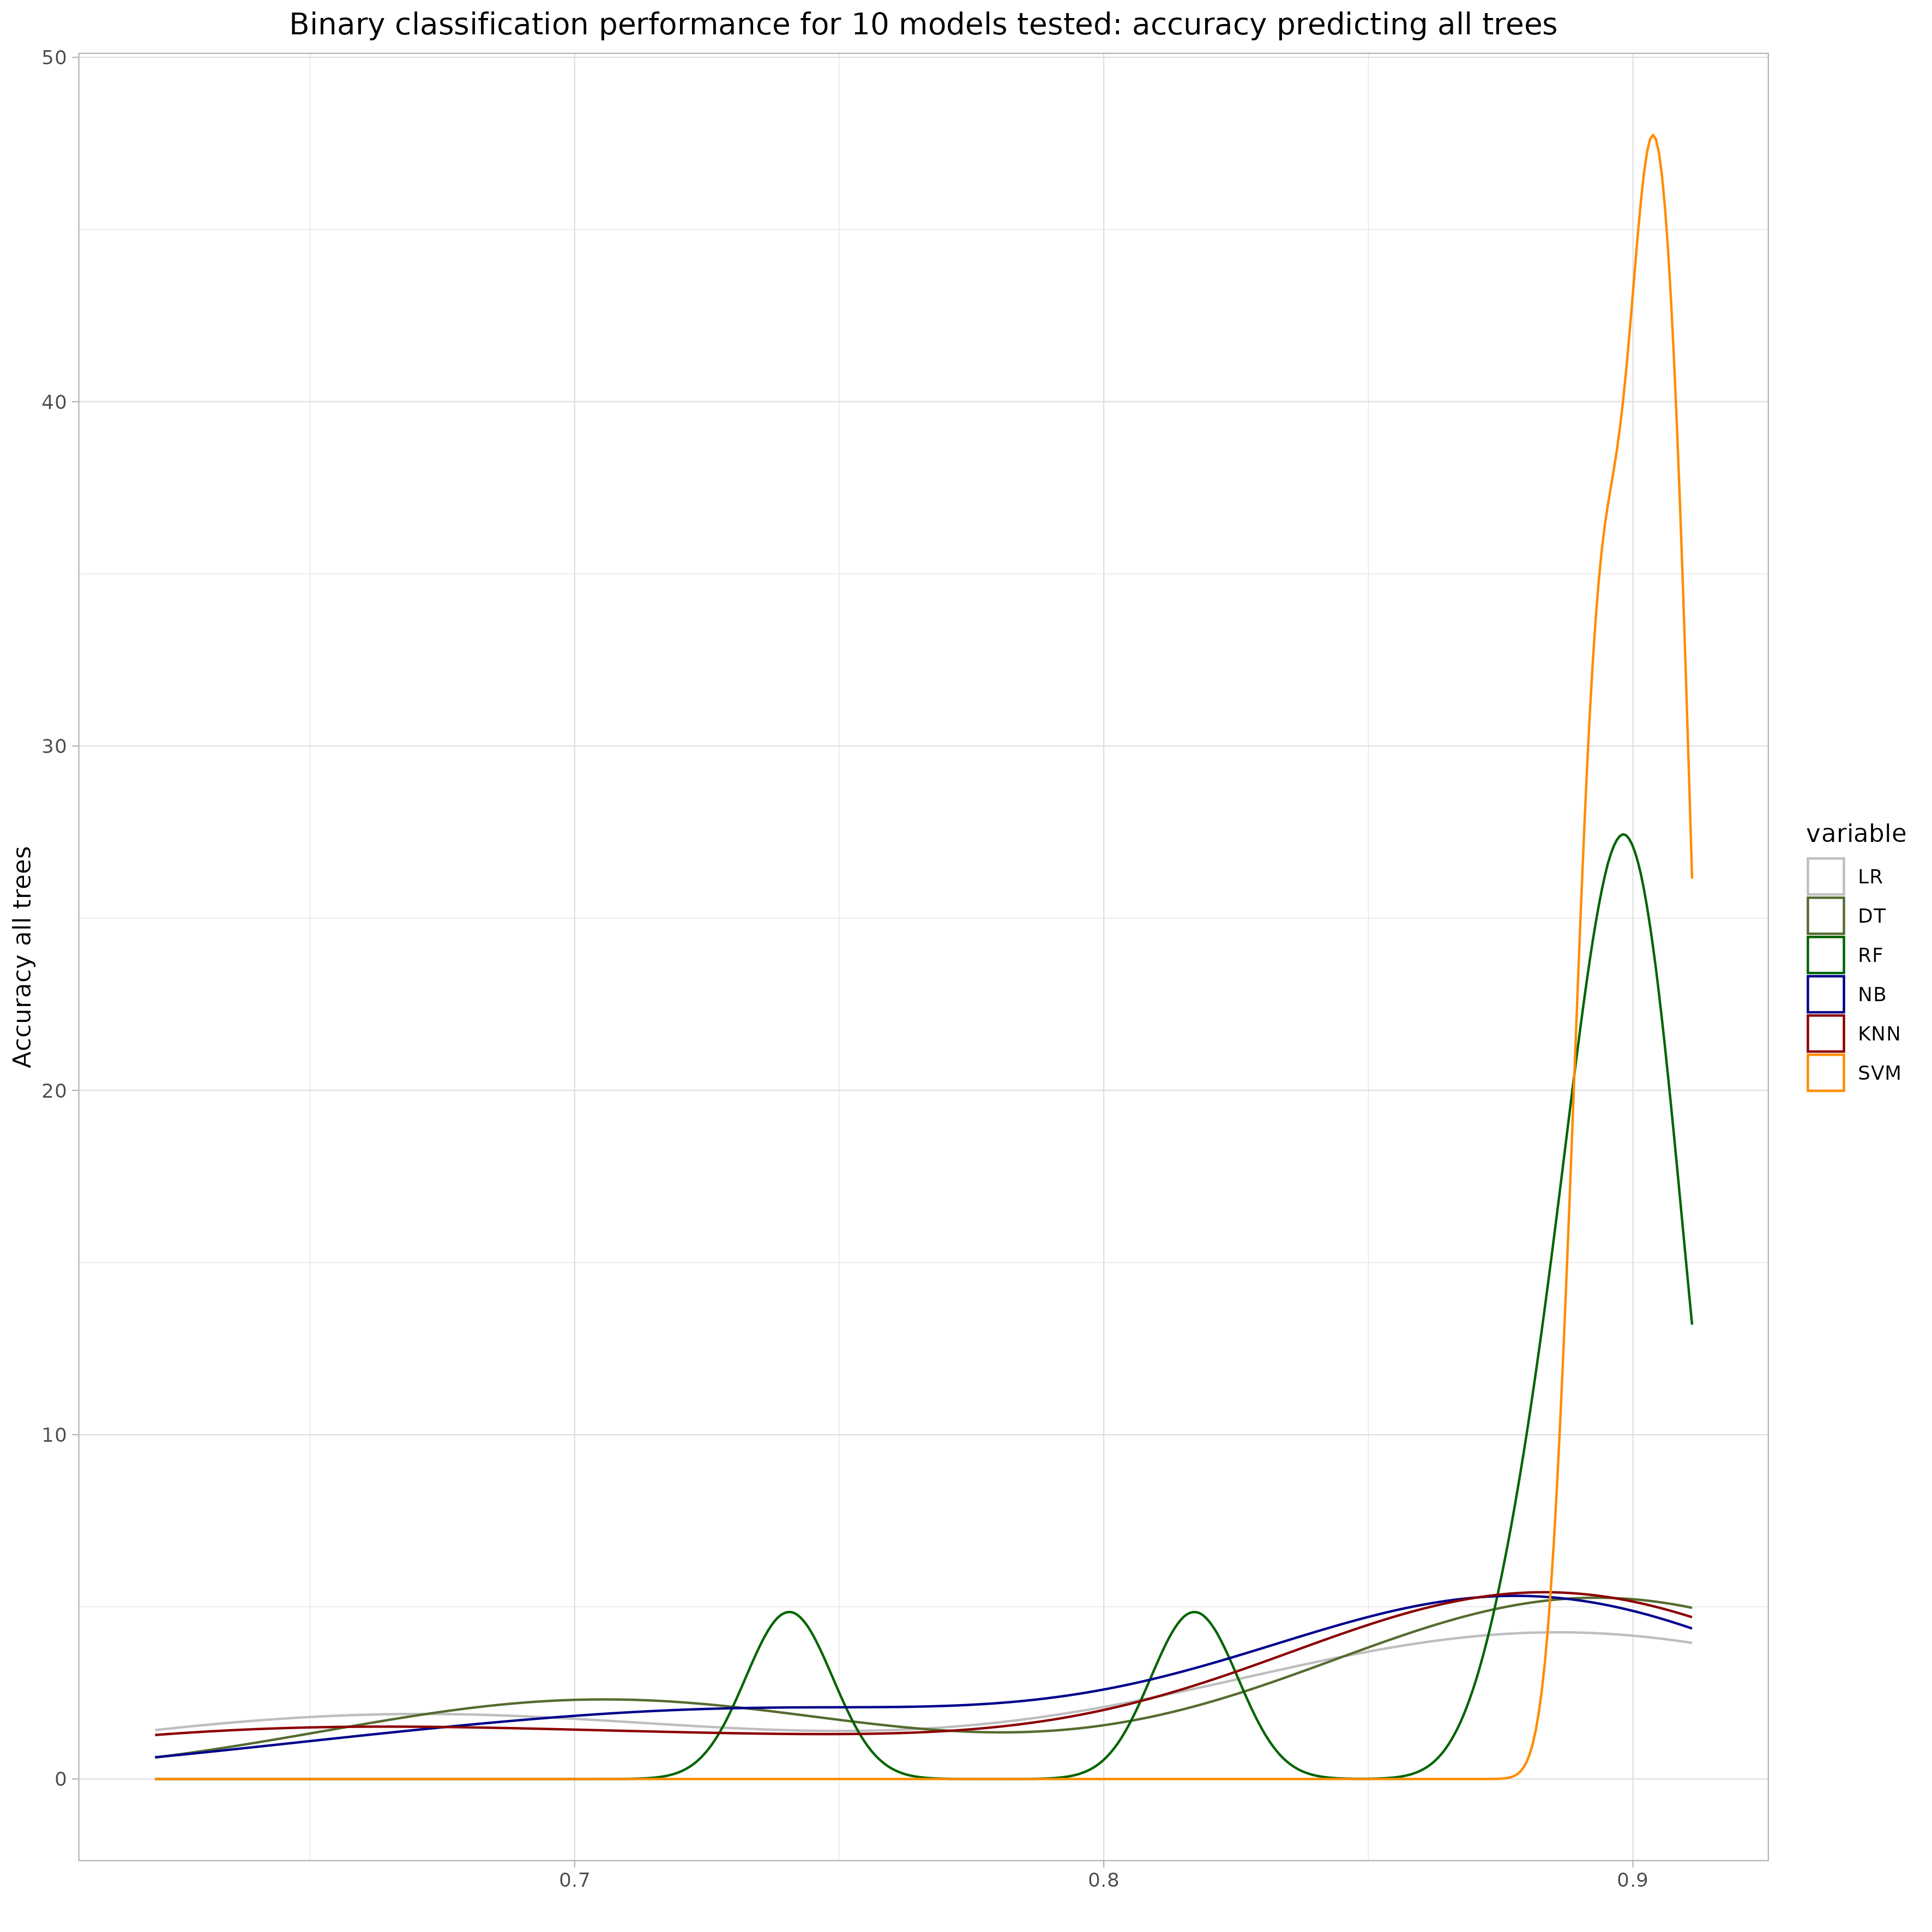 Binary classification performance for 10 models tested: accuracy predicting all trees
50
40
30
20
10
0
Accuracy all trees
0.7 0.8 0.9
variable
LR
DT
RF
NB
KNN
SVM